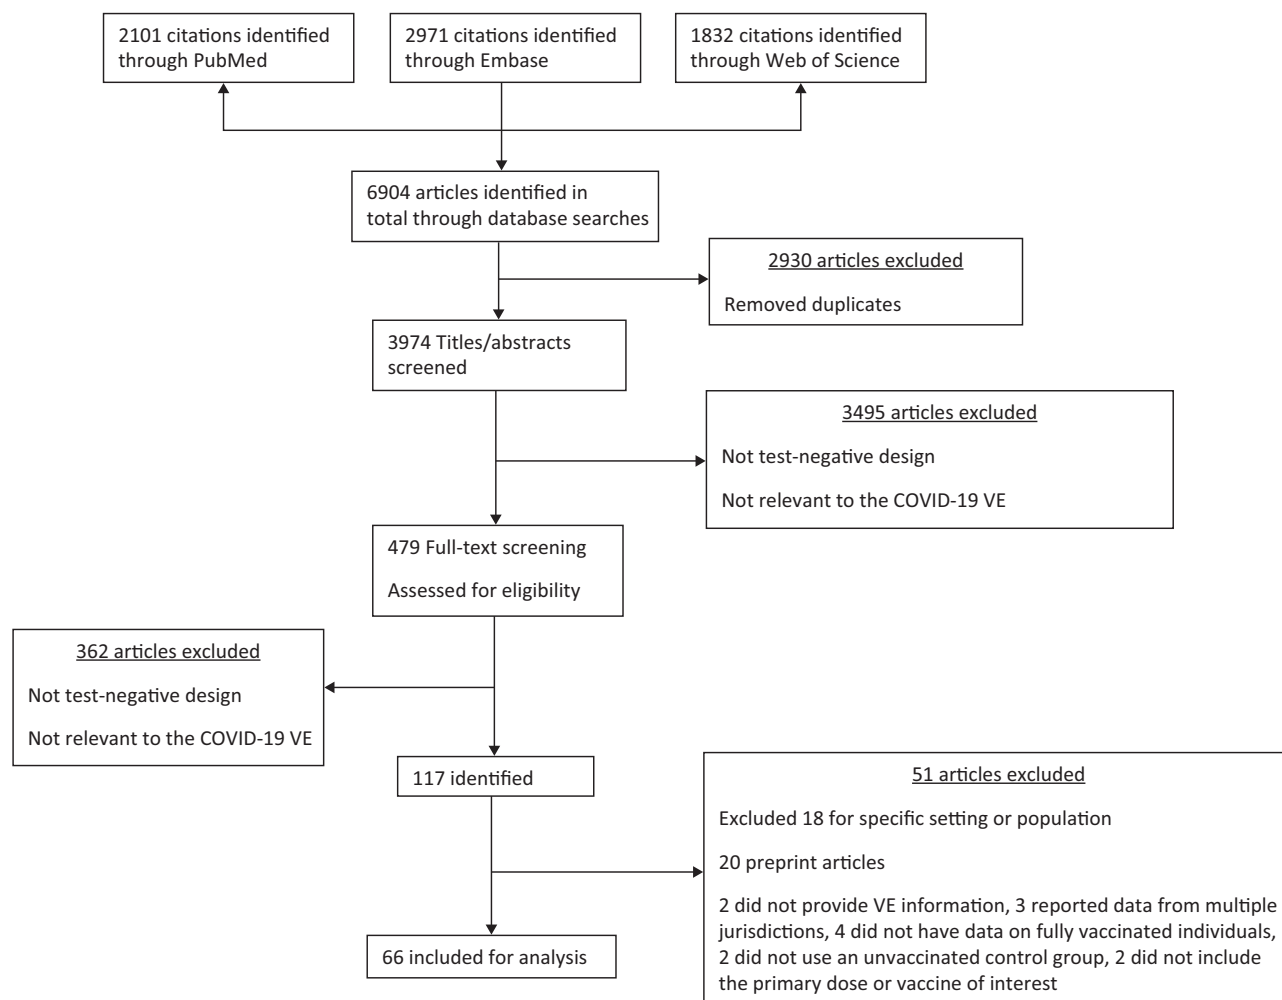 2101 citations identified
through PubMed
2971 citations identified
through Embase
1832 citations identified
through Web of Science
6904 articles identified in
total through database searches
2930 articles excluded
Removed duplicates
3974 Titles/abstracts
screened
3495 articles excluded
Not test-negative design
Not relevant to the COVID-19 VE
479 Full-text screening
Assessed for eligibility
362 articles excluded
Not test-negative design
Not relevant to the COVID-19 VE
117 identified
51 articles excluded
Excluded 18 for specific setting or population
20 preprint articles
2 did not provide VE information, 3 reported data from multiple
jurisdictions, 4 did not have data on fully vaccinated individuals,
2 did not use an unvaccinated control group, 2 did not include
the primary dose or vaccine of interest
66 included for analysis